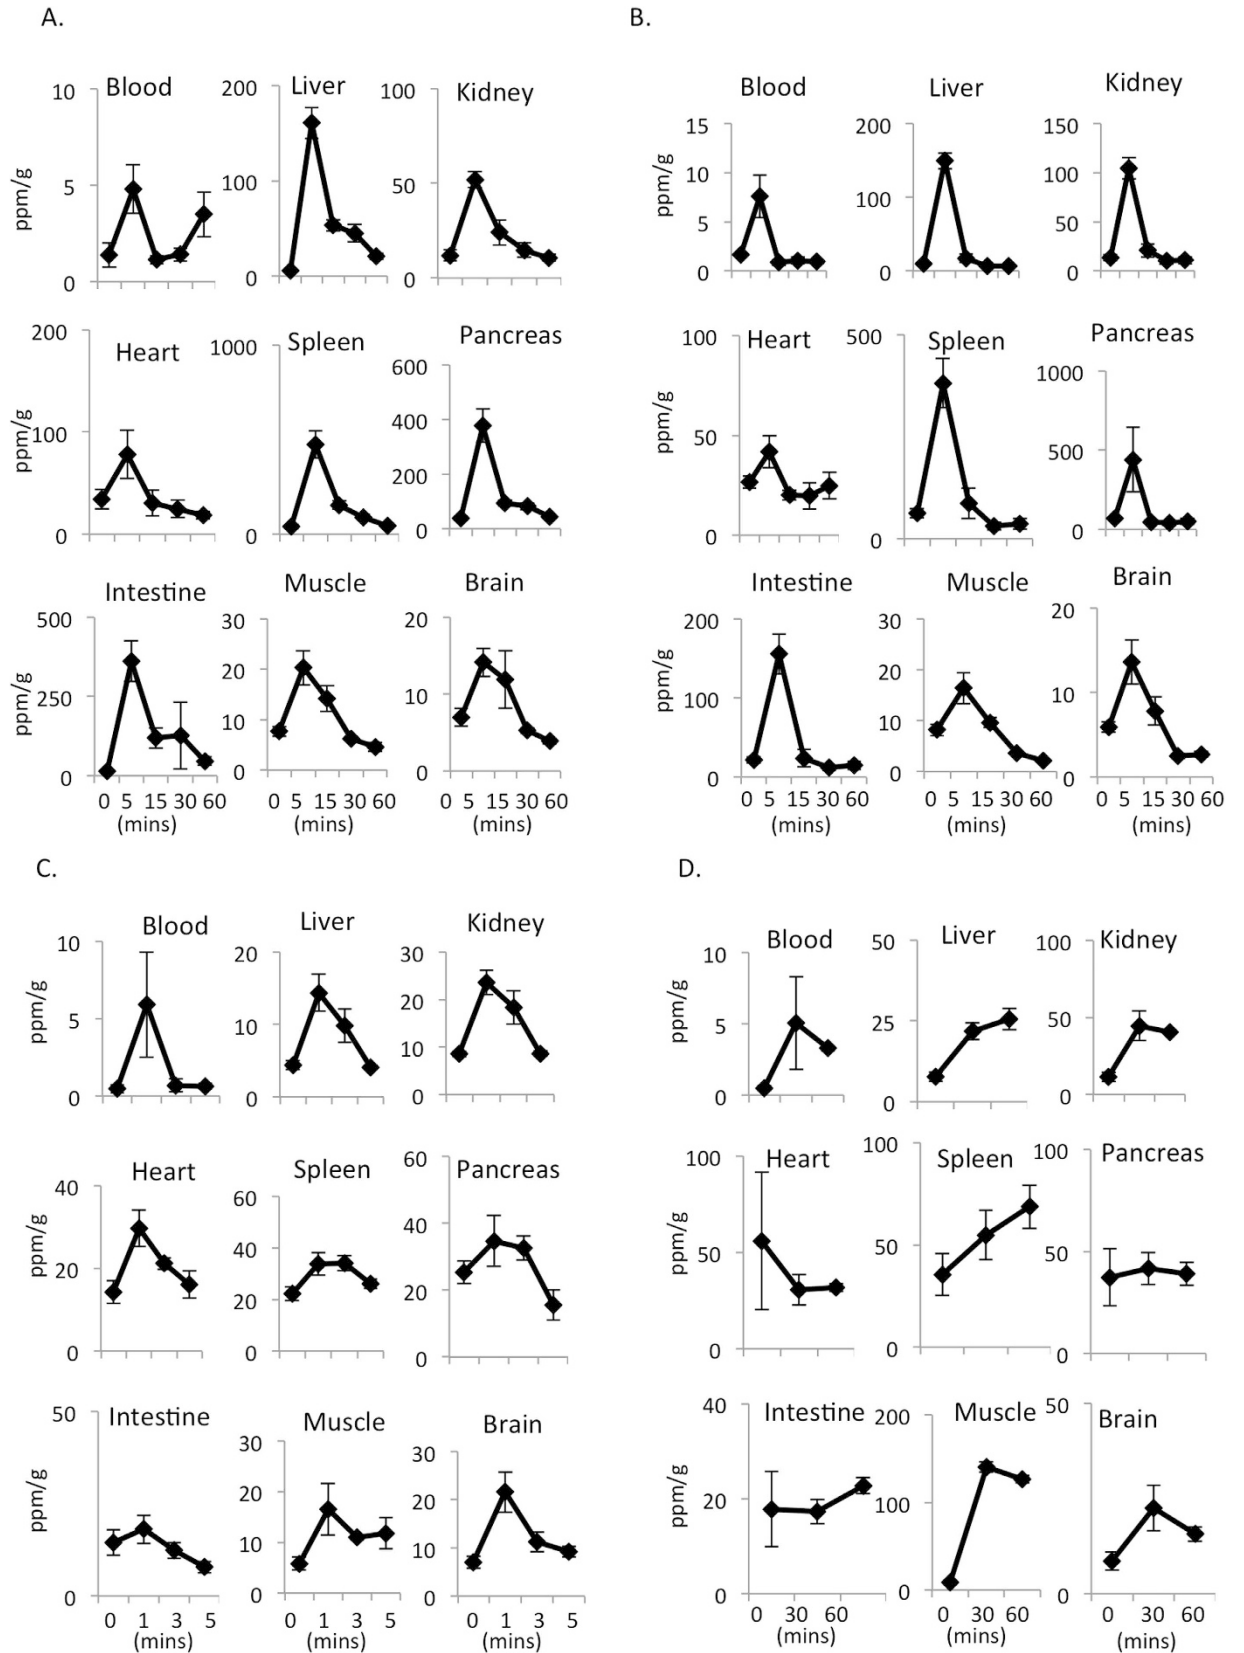 A.
Blood
Liver
Kidney
10
5
0
ppm/g
200
100
0
100
50
0
Heart
Spleen
Pancreas
200
100
0
ppm/g
1000
0
600
400
200
0
Intestine
Muscle
Brain
500
250
0
ppm/g
30
20
10
0
20
10
0
0 5 15 30 60
(mins)
0 5 15 30 60
(mins)
0 5 15 30 60
(mins)
B.
Blood
Liver
Kidney
15
10
5
0
ppm/g
200
100
0
150
100
50
0
Heart
Spleen
Pancreas
100
50
0
ppm/g
500
0
1000
500
0
Intestine
Muscle
Brain
200
100
0
ppm/g
30
20
10
0
20
10
0
0 5 15 30 60
(mins)
0 5 15 30 60
(mins)
0 5 15 30 60
(mins)
C.
Blood
Liver
Kidney
10
5
0
ppm/g
20
10
0
30
20
10
0
Heart
Spleen
Pancreas
40
20
0
ppm/g
60
40
20
0
60
40
20
0
Intestine
Muscle
Brain
50
0
ppm/g
30
20
10
0
30
20
10
0
0 1 3 5
(mins)
0 1 3 5
(mins)
0 1 3 5
(mins)
D.
Blood
Liver
Kidney
10
5
0
ppm/g
50
25
0
100
50
0
Heart
Spleen
Pancreas
100
50
0
ppm/g
100
50
0
100
50
0
Intestine
Muscle
Brain
40
20
0
ppm/g
200
100
0
50
0
0 30 60
(mins)
0 30 60
(mins)
0 30 60
(mins)